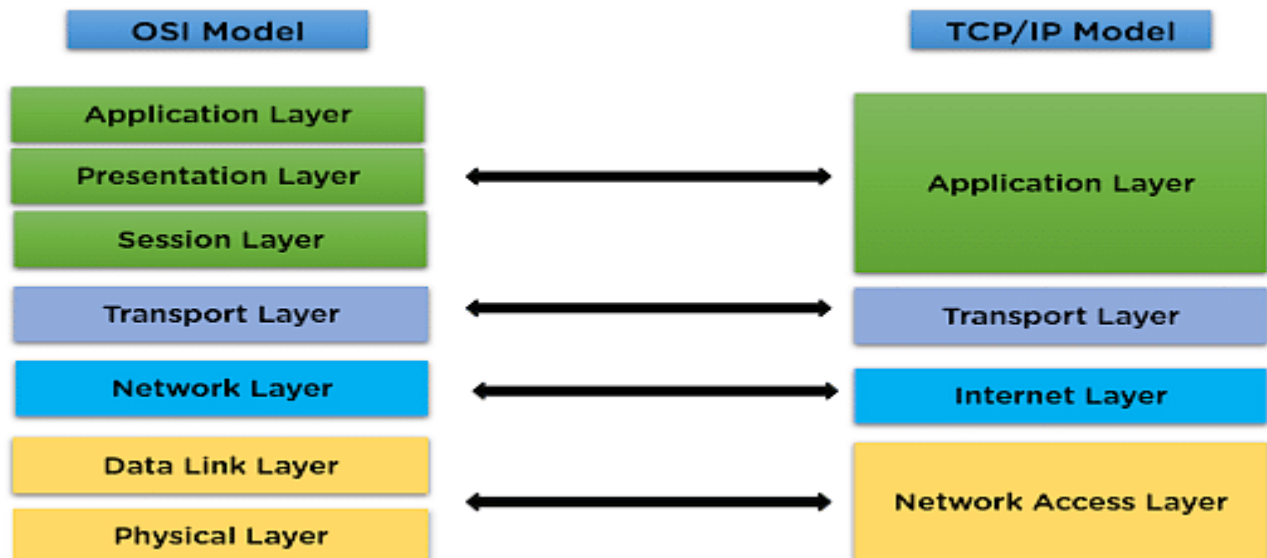 OSI Model
TCP/IP Model
Application Layer
Presentation Layer
Session Layer
Transport Layer
Network Layer
Data Link Layer
Physical Layer
Application Layer
Transport Layer
Internet Layer
Network Access Layer